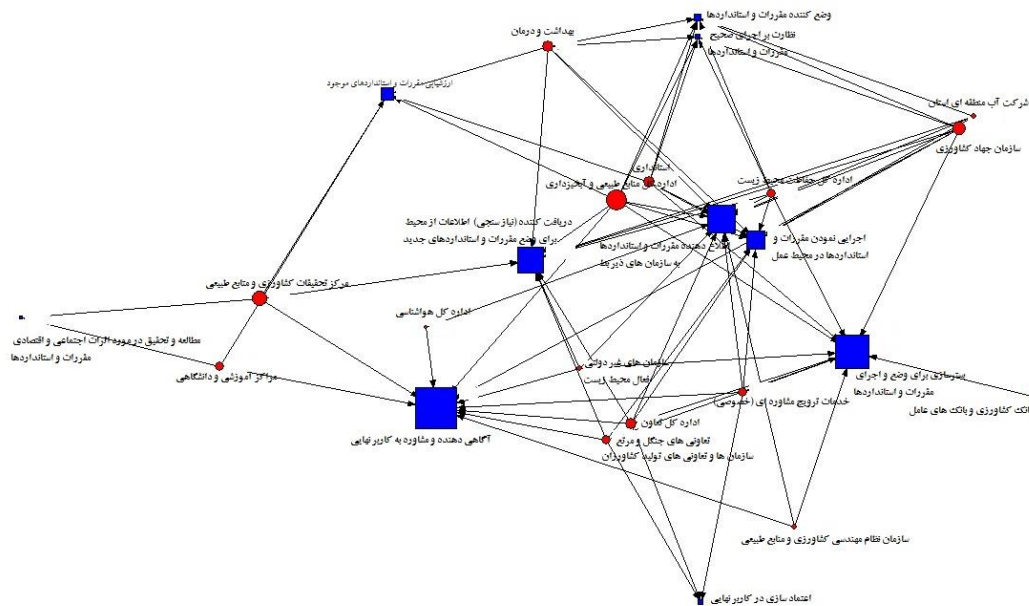 وضع کننده مقررات و استانداردها
نظارت بر اجرای صحیح
مقررات و استانداردها
بهداشت و درمان
ارزشیابی مقررات و استانداردهای موجود
شرکت آب منطقه ای استان
سازمان جهاد کشاورزی
استانداری
اداره کل منابع طبیعی و آبخیزداری
اداره کل حفاظت محیط زیست
دریافت کننده (نیاز سنجی) اطلاعات از محیط
برای وضع مقررات و استانداردهای جدید
اطلاع دهنده مقررات و استانداردها
به سازمان های ذیربط
اجرایی نمودن مقررات و
استانداردها در محیط عمل
مرکز تحقیقات کشاورزی و منابع طبیعی
اداره کل هواشناسی
مطالعه و تحقیق در مورد اثرات اجتماعی و اقتصادی
مقررات و استانداردها
مراکز آموزشی و دانشگاهی
سازمان های غیر دولتی
فعال محیط زیست
بسترسازی برای وضع و اجرای
مقررات و استانداردها
خدمات ترویج مشاوره ای (خصوصی)
بانک کشاورزی و بانک های عامل
اداره کل تعاون
آگاهی دهنده و مشاوره به کاربر نهایی
تعاونی های جنگل و مرتع
سازمان ها و تعاونی های تولید کشاورزان
سازمان نظام مهندسی کشاورزی و منابع طبیعی
اعتماد سازی در کاربر نهایی